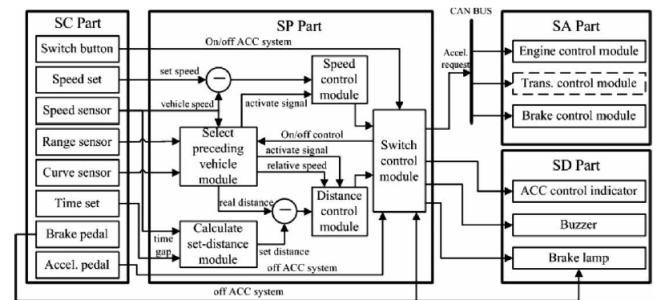 SC Part
Switch button
Speed set
Speed sensor
Range sensor
Curve sensor
Time set
Brake pedal
Accel. pedal
SP Part
On/off ACC system
set speed
vehicle speed
activate signal
Speed
control
module
Select
preceding
vehicle
module
On/off control
activate signal
relative speed
real distance
Switch
control
module
Distance
control
module
Calculate
set-distance
module
time
gap
set distance
off ACC system
off ACC system
CAN BUS
Accel.
request
SA Part
Engine control module
Trans. control module
Brake control module
SD Part
ACC control indicator
Buzzer
Brake lamp